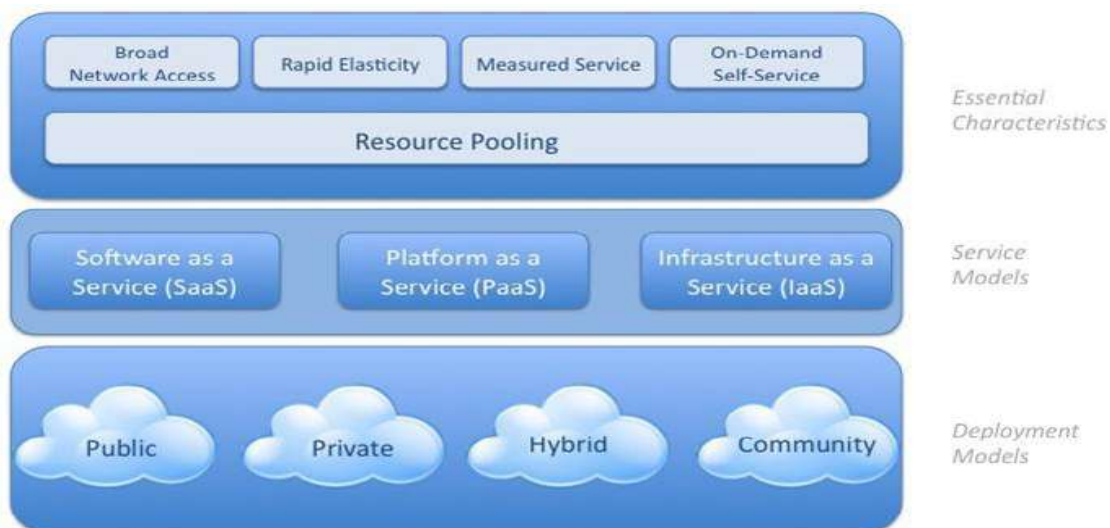 Broad
Network Access
Rapid Elasticity
Measured Service
On-Demand
Self-Service
Resource Pooling
Essential
Characteristics
Software as a
Service (SaaS)
Platform as a
Service (PaaS)
Infrastructure as a
Service (IaaS)
Service
Models
Public
Private
Hybrid
Community
Deployment
Models